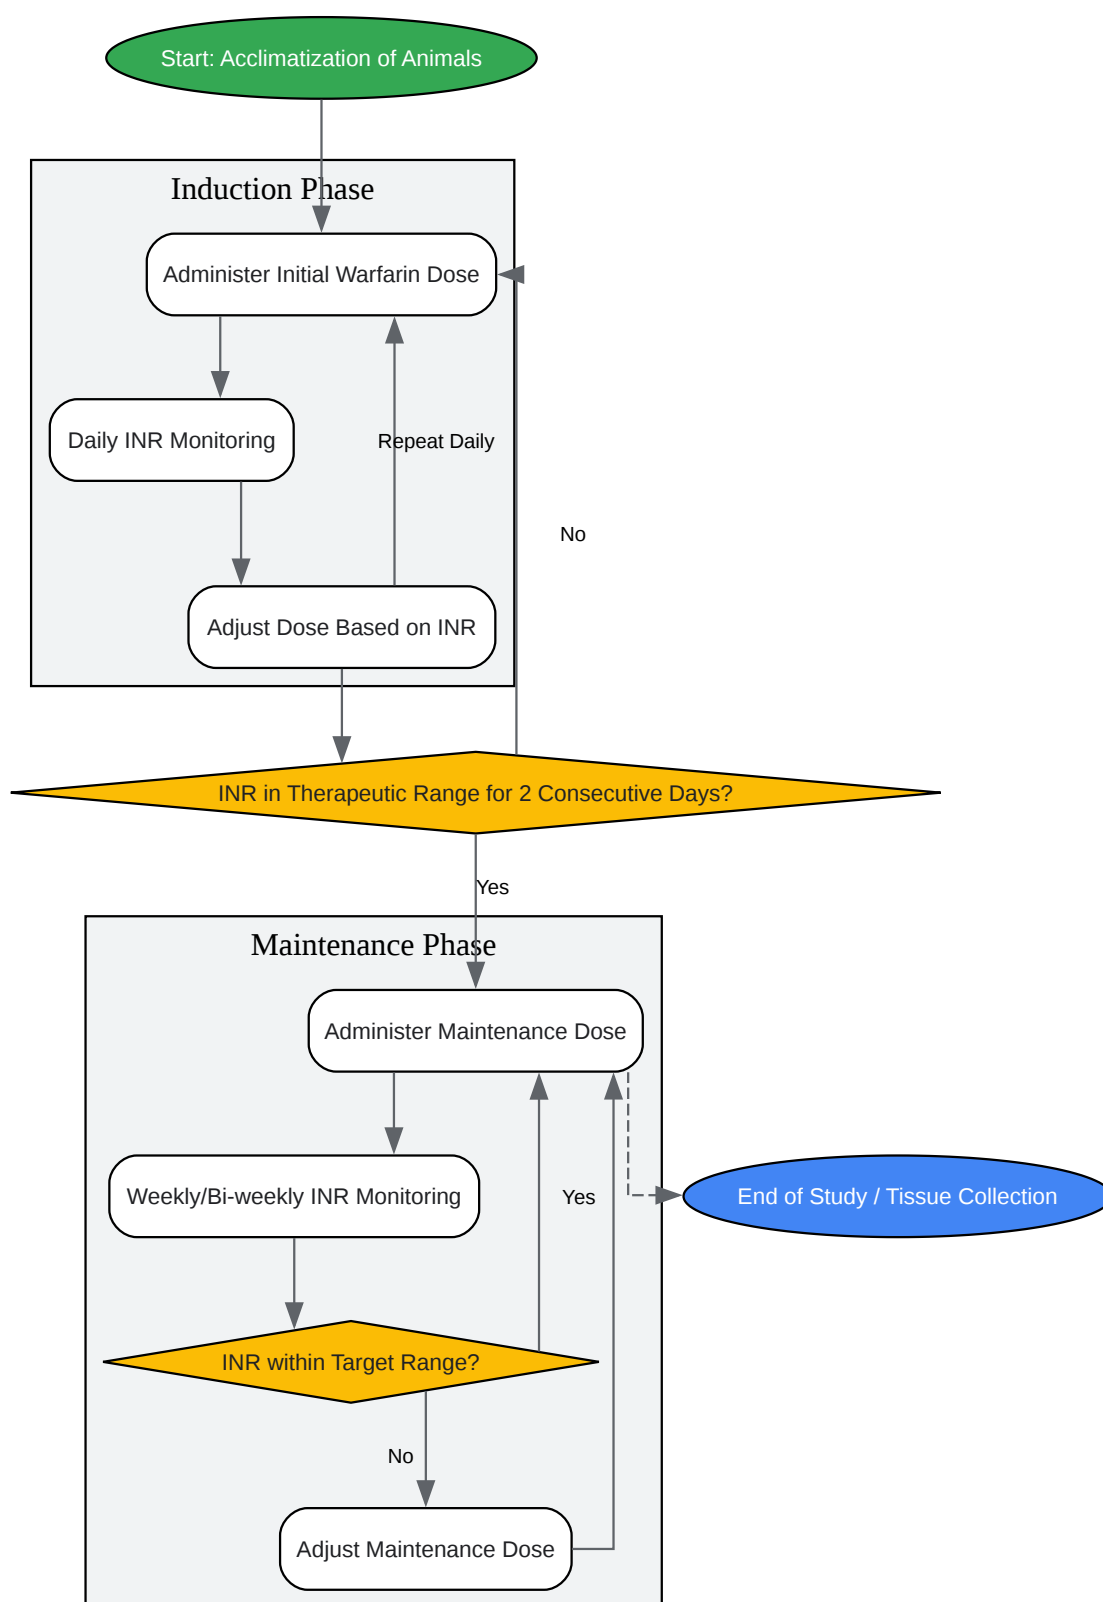 Start: Acclimatization of Animals
Induction Phase
Administer Initial Warfarin Dose
Daily INR Monitoring
Repeat Daily
No
Adjust Dose Based on INR
INR in Therapeutic Range for 2 Consecutive Days?
Yes
Maintenance Phase
Administer Maintenance Dose
Weekly/Bi-weekly INR Monitoring
Yes
End of Study / Tissue Collection
INR within Target Range?
No
Adjust Maintenance Dose